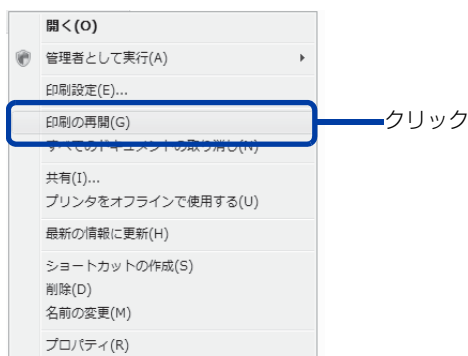 開く(O)
管理者として実行(A)
印刷設定(E)...
印刷の再開(G)
クリック
すべてのドキュメントの取り消し(N)
共有(I)...
プリンタをオフラインで使用する(U)
最新の情報に更新(H)
ショートカットの作成(S)
削除(D)
名前の変更(M)
プロパティ(R)